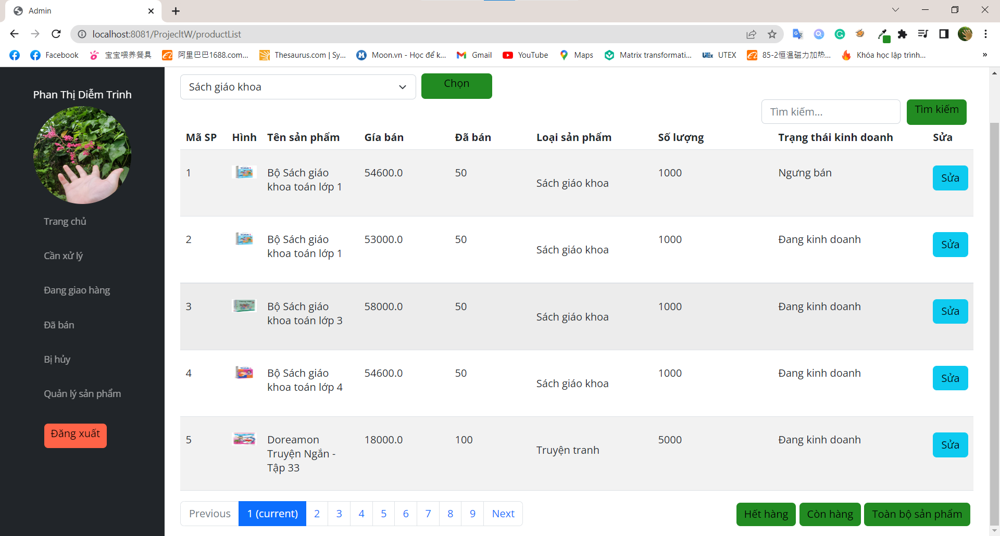 Admin
localhost:8081/ProjecltW/productList
Facebook
宝宝喂养餐具
阿里巴巴1688.com...
Thesaurus.com | Sy...
Moon.vn - Học để k...
Gmail
YouTube
Maps
Matrix transformati...
UEx UTEX
85-2恒温磁力加热...
Khóa học lập trình...
»
Phan Thị Diễm Trinh
Trang chủ
Cần xử lý
Đang giao hàng
Đã bán
Bị hủy
Quản lý sản phẩm
Đăng xuất
Sách giáo khoa
Chọn
Tìm kiếm...
Tìm kiếm
Mã SP Hình Tên sản phẩm Gía bán Đã bán Loại sản phẩm Số lượng Trạng thái kinh doanh Sửa
1 Bộ Sách giáo 54600.0 50 1000 Ngưng bán Sửa
khoa toán lớp 1 Sách giáo khoa
2 Bộ Sách giáo 53000.0 50 1000 Đang kinh doanh Sửa
khoa toán lớp 1 Sách giáo khoa
3 Bộ Sách giáo 58000.0 50 1000 Đang kinh doanh Sửa
khoa toán lớp 3 Sách giáo khoa
4 Bộ Sách giáo 54600.0 50 1000 Đang kinh doanh Sửa
khoa toán lớp 4 Sách giáo khoa
5 Doreamon 18000.0 100 5000 Đang kinh doanh Sửa
Truyện Ngắn - Truyện tranh
Tập 33
Previous 1 (current) 2 3 4 5 6 7 8 9 Next
Hết hàng Còn hàng Toàn bộ sản phẩm